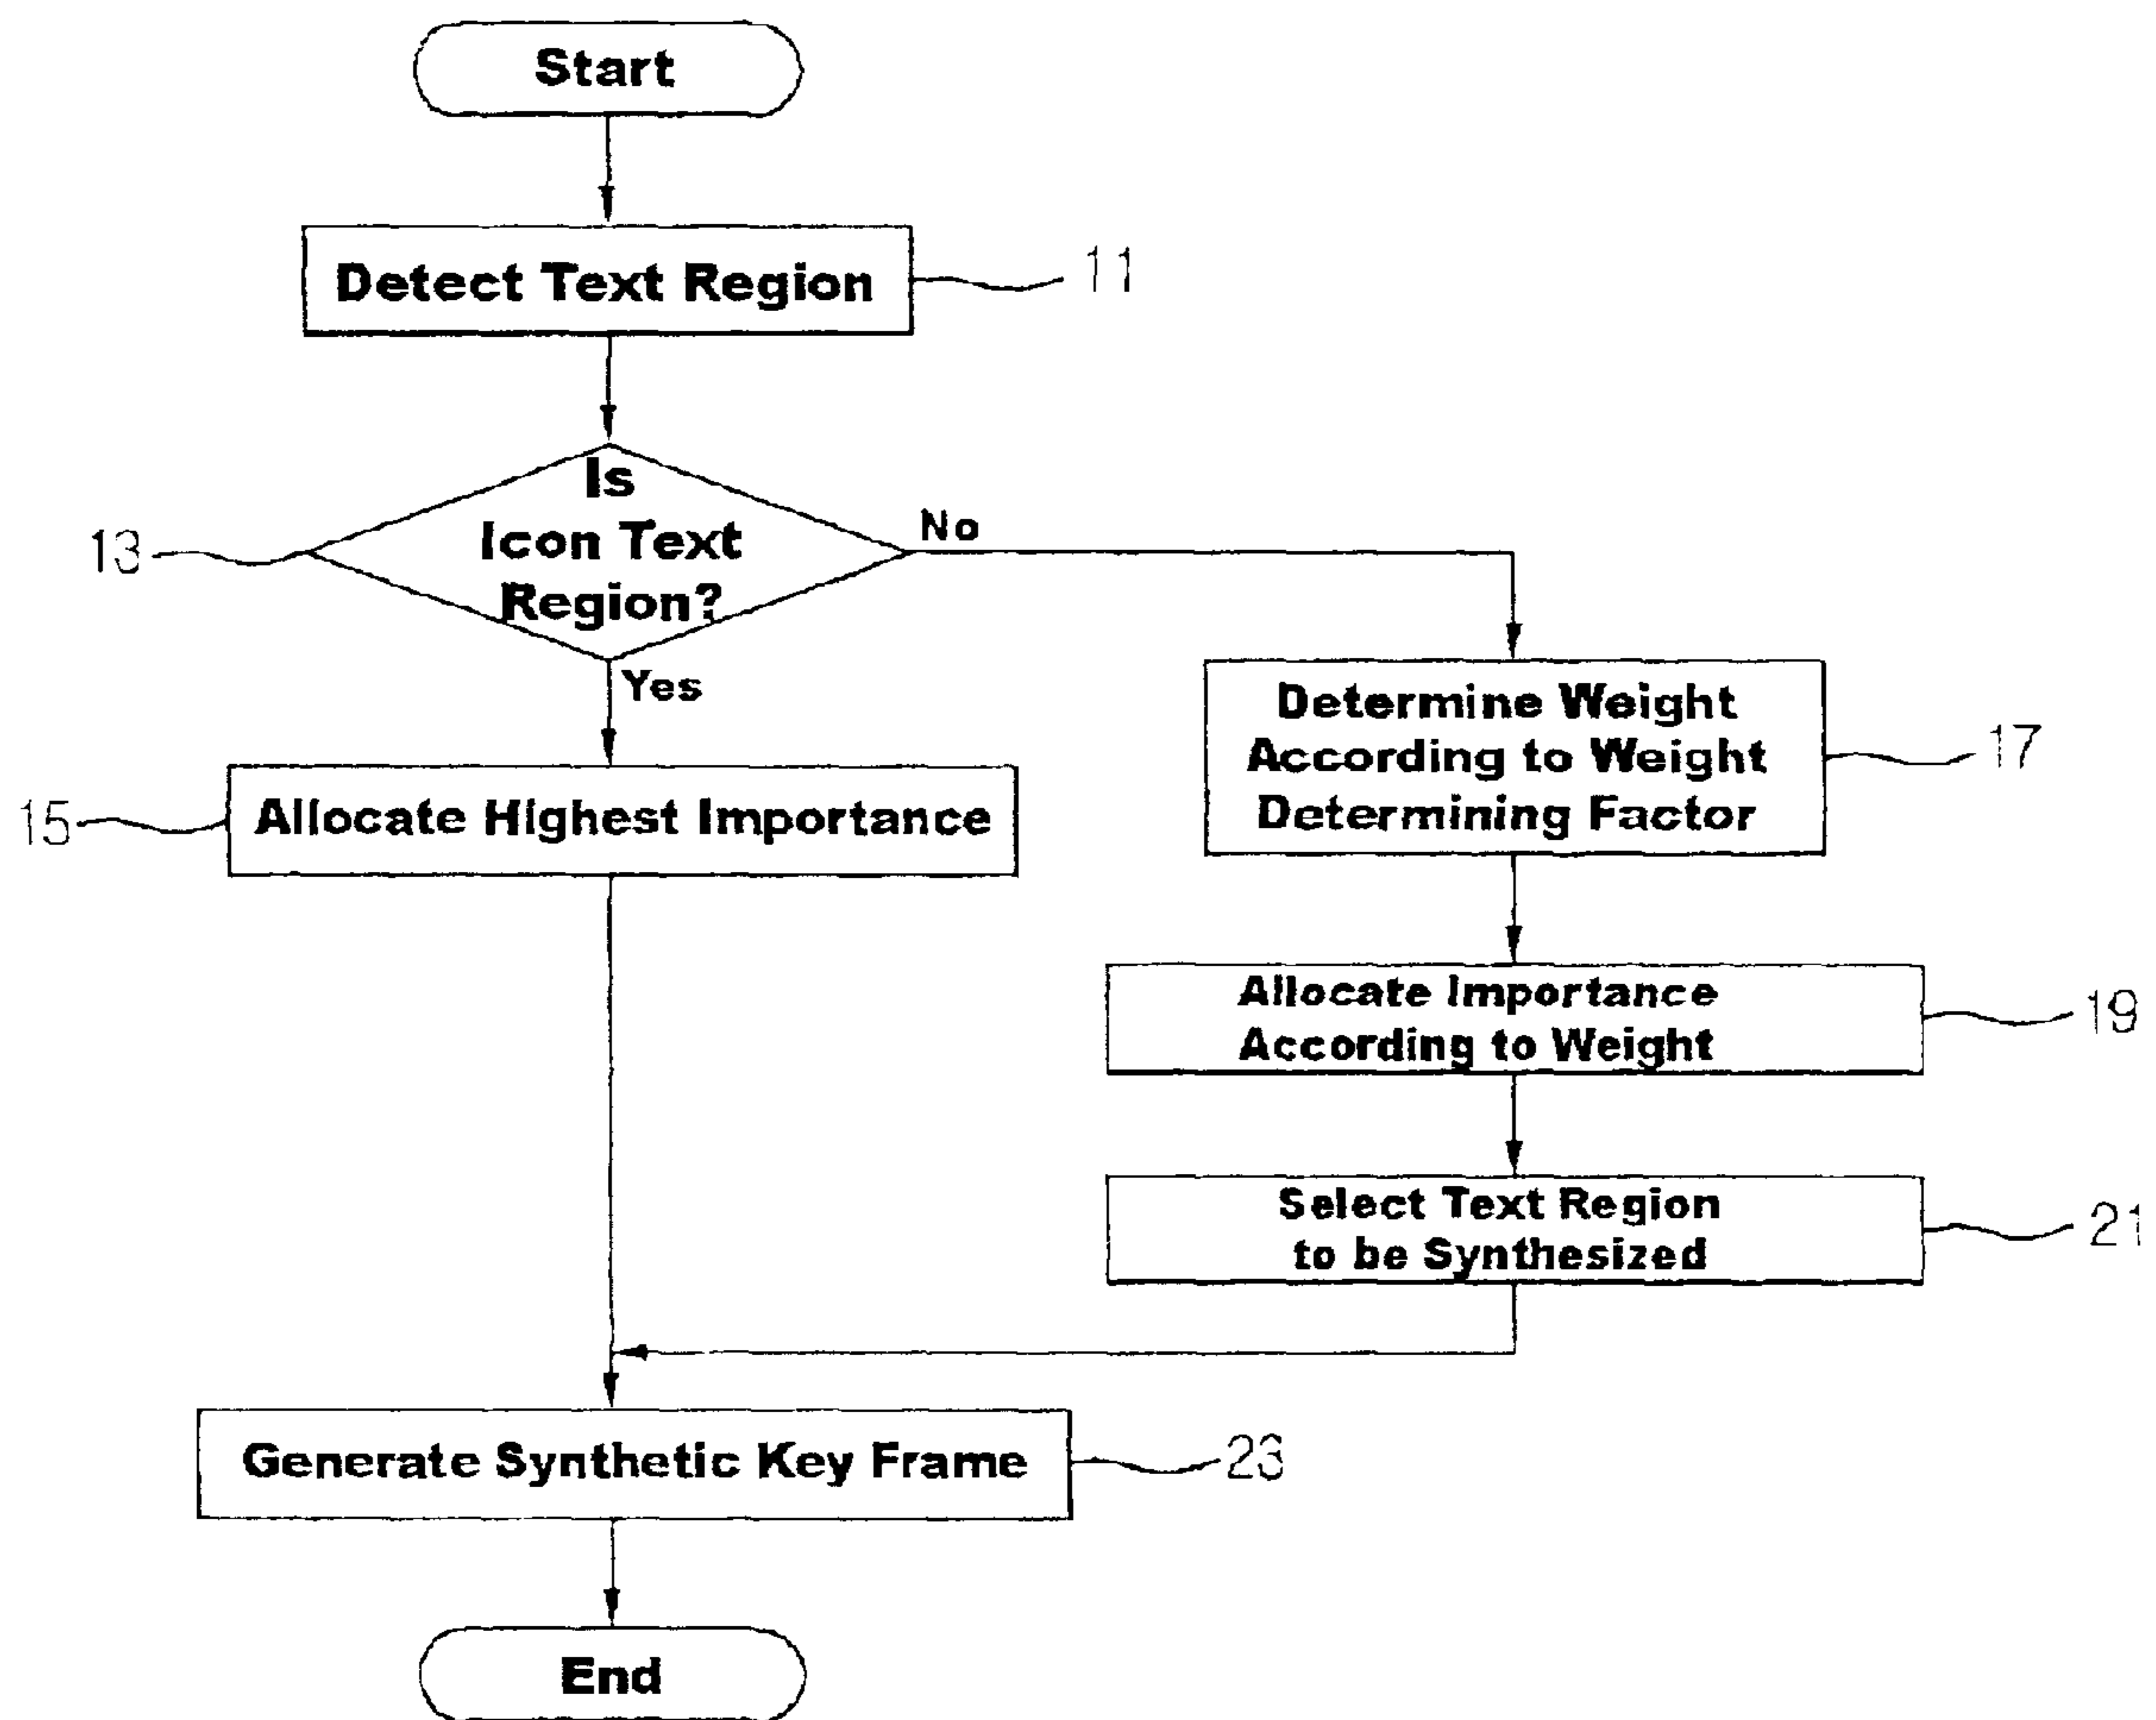 Start
Detect Text Region
11
Is
Icon Text
Region?
13
No
Yes
Determine Weight
According to Weight
Determining Factor
17
15
Allocate Highest Importance
Allocate Importance
According to Weight
19
Select Text Region
to be Synthesized
21
Generate Synthetic Key Frame
23
End